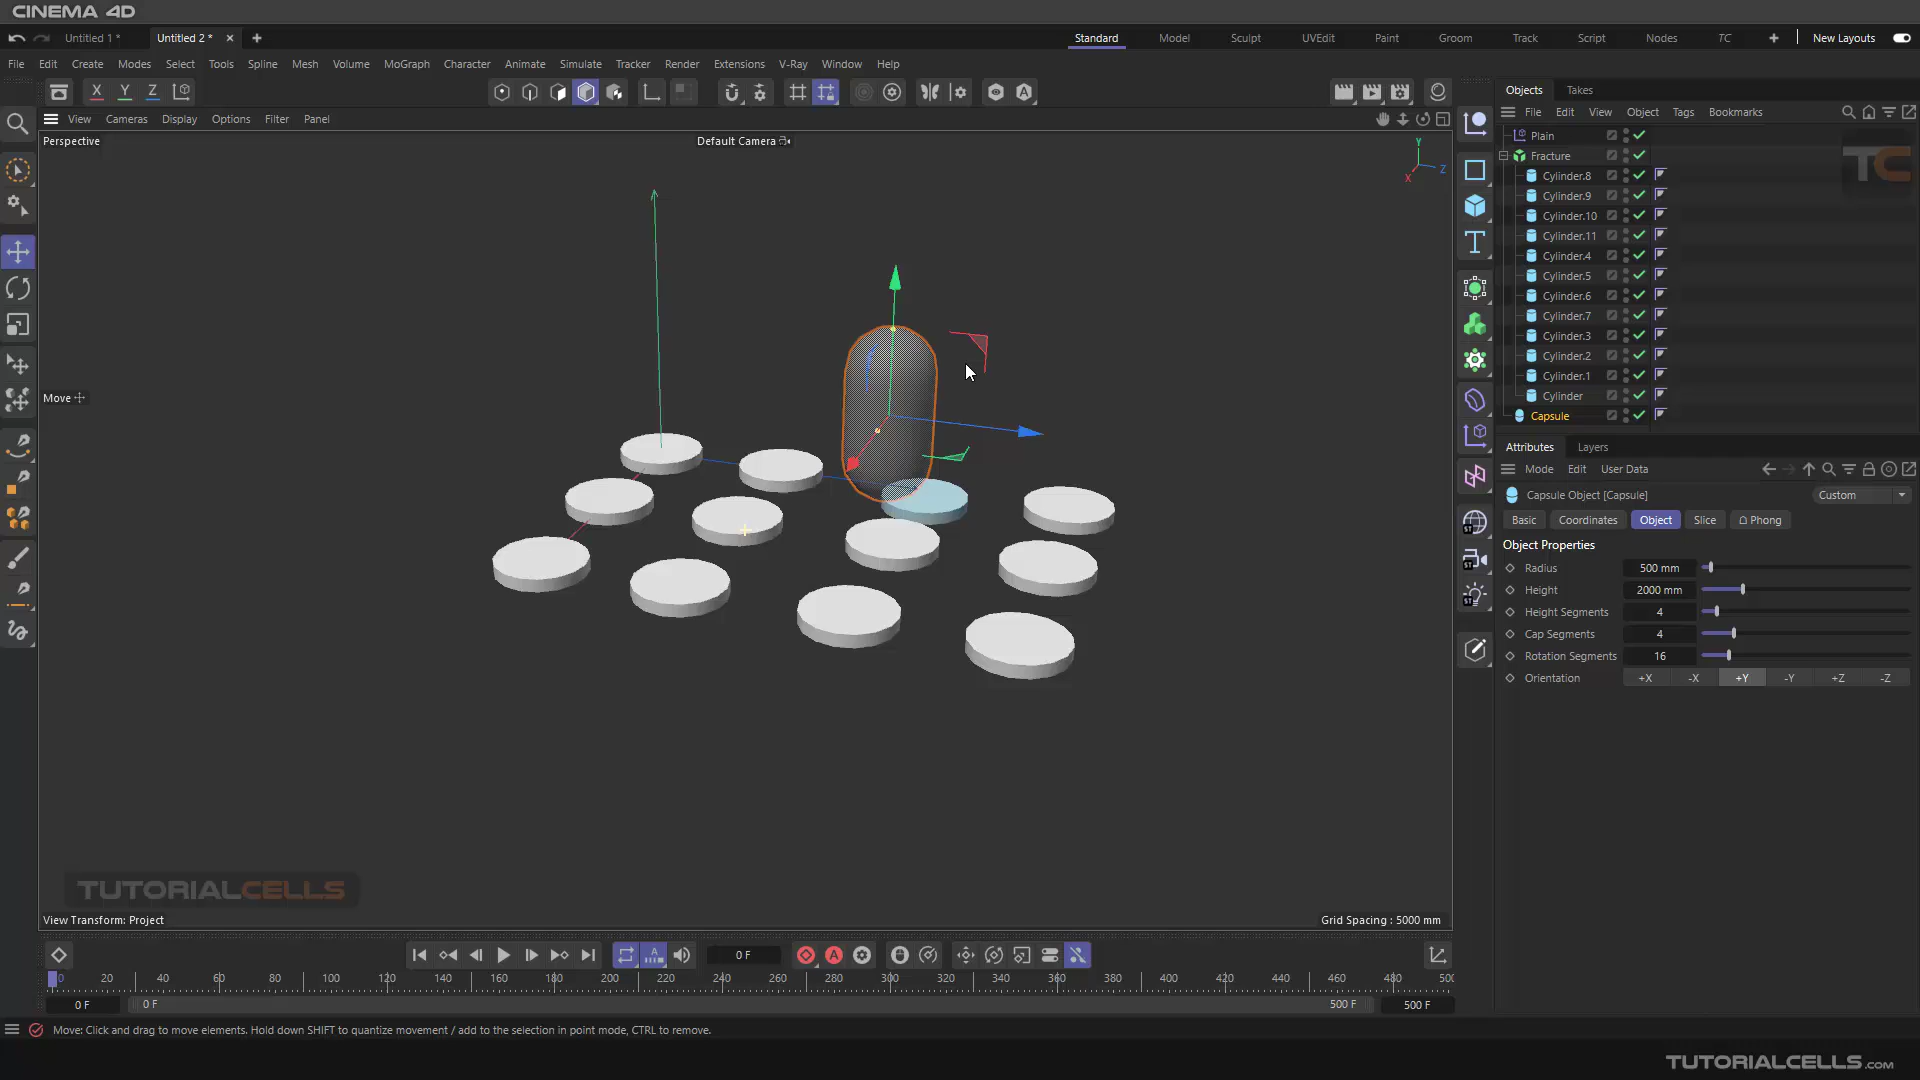 CINEMA 4D
Untitled 1 *
Untitled 2 *
Standard
Model
Sculpt
UVEdit
Paint
Groom
Track
Script
Nodes
TC
New Layouts
File Edit Create Modes Select Tools Spline Mesh Volume MoGraph Character Animate Simulate Tracker Render Extensions V-Ray Window Help
X Y Z
View Cameras Display Options Filter Panel
Perspective
Default Camera
Y
Z
X
Move
TUTORIALCELLS
View Transform: Project
Grid Spacing : 5000 mm
Objects Takes
File Edit View Object Tags Bookmarks
Plain
Fracture
Cylinder.8
Cylinder.9
Cylinder.10
Cylinder.11
Cylinder.4
Cylinder.5
Cylinder.6
Cylinder.7
Cylinder.3
Cylinder.2
Cylinder.1
Cylinder
Capsule
TC
Attributes Layers
Mode Edit User Data
Capsule Object [Capsule]
Custom
Basic Coordinates Object Slice Phong
Object Properties
Radius 500 mm
Height 2000 mm
Height Segments 4
Cap Segments 4
Rotation Segments 16
Orientation +X -X +Y -Y +Z -Z
0 F
0 20 40 60 80 100 120 140 160 180 200 220 240 260 280 300 320 340 360 380 400 420 440 460 480 50
0 F
0 F
500 F
500 F
Move: Click and drag to move elements. Hold down SHIFT to quantize movement / add to the selection in point mode, CTRL to remove.
TUTORIALCELLS.com